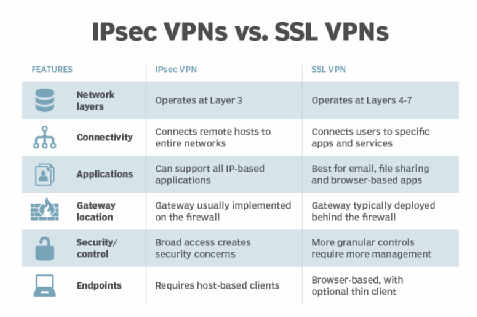 IPsec VPNs vs. SSL VPNs
FEATURES IPsec VPN SSL VPN
Network
layers
Operates at Layer 3
Operates at Layers 4-7
Connectivity
Connects remote hosts to
entire networks
Connects users to specific
apps and services
Applications
Can support all IP-based
applications
Best for email, file sharing
and browser-based apps
Gateway
location
Gateway usually implemented
on the firewall
Gateway typically deployed
behind the firewall
Security/
control
Broad access creates
security concerns
More granular controls
require more management
Endpoints
Requires host-based clients
Browser-based, with
optional thin client